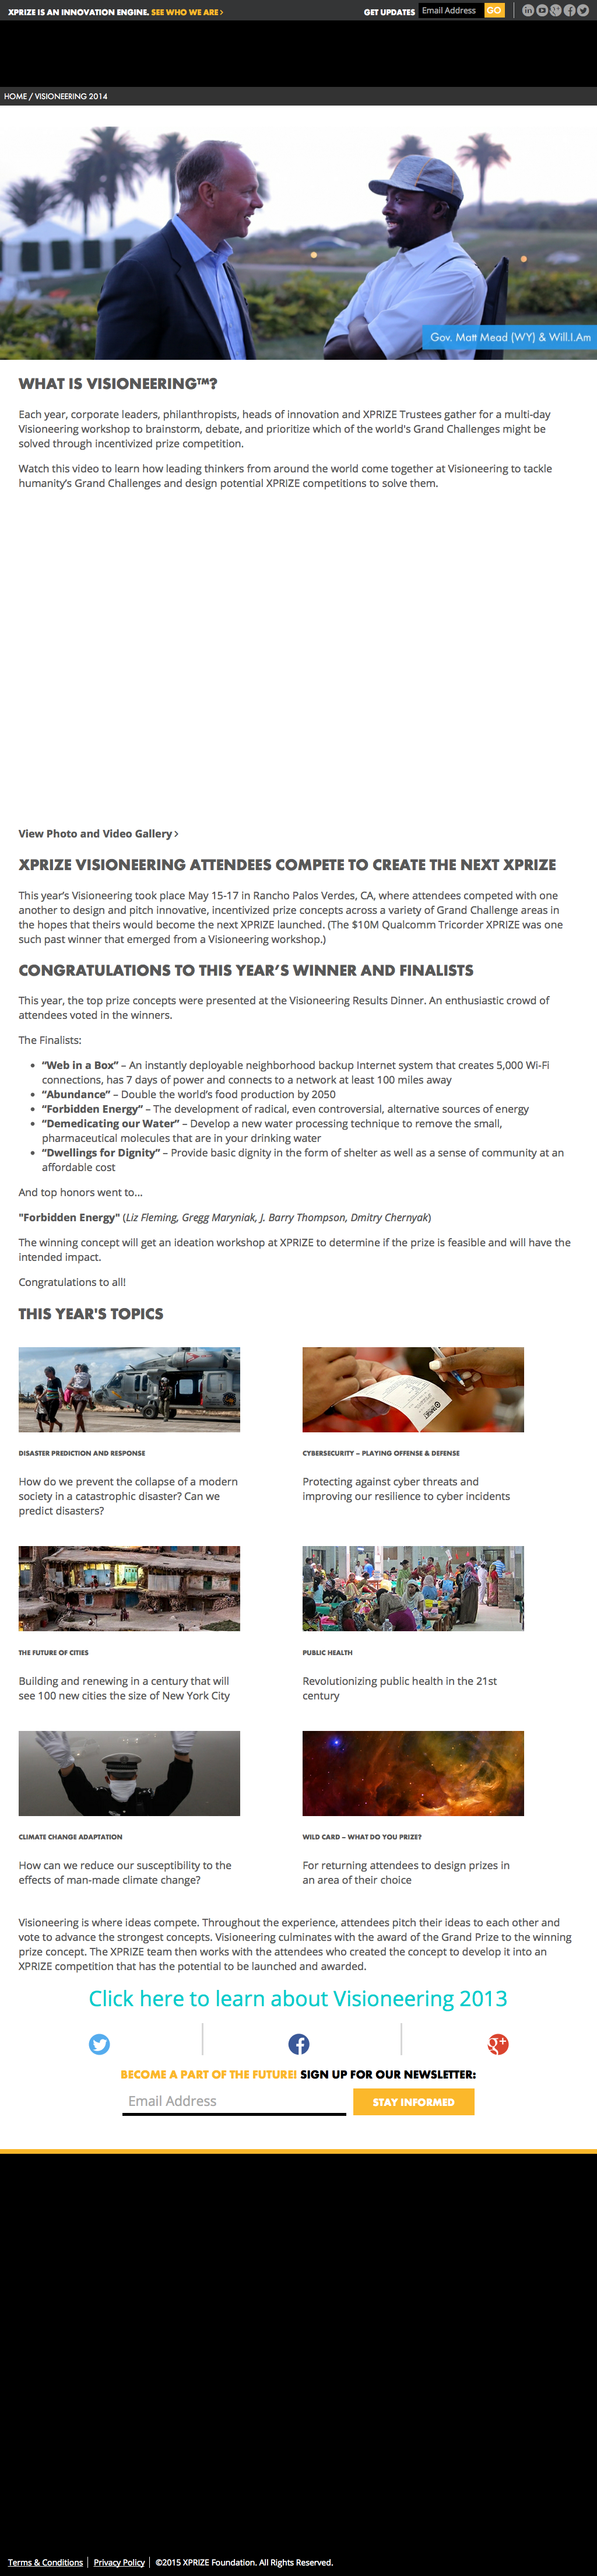 XPRIZE IS AN INNOVATION ENGINE. SEE WHO WE ARE >
GET UPDATES Email Address GO
HOME / VISIONEERING 2014
Gov. Matt Mead (WY) & Will.I.Am
WHAT IS VISIONEERING™?
Each year, corporate leaders, philanthropists, heads of innovation and XPRIZE Trustees gather for a multi-day
Visioneering workshop to brainstorm, debate, and prioritize which of the world's Grand Challenges might be
solved through incentivized prize competition.
Watch this video to learn how leading thinkers from around the world come together at Visioneering to tackle
humanity's Grand Challenges and design potential XPRIZE competitions to solve them.
View Photo and Video Gallery >
XPRIZE VISIONEERING ATTENDEES COMPETE TO CREATE THE NEXT XPRIZE
This year's Visioneering took place May 15-17 in Rancho Palos Verdes, CA, where attendees competed with one
another to design and pitch innovative, incentivized prize concepts across a variety of Grand Challenge areas in
the hopes that theirs would become the next XPRIZE launched. (The $10M Qualcomm Tricorder XPRIZE was one
such past winner that emerged from a Visioneering workshop.)
CONGRATULATIONS TO THIS YEAR'S WINNER AND FINALISTS
This year, the top prize concepts were presented at the Visioneering Results Dinner. An enthusiastic crowd of
attendees voted in the winners.
The Finalists:
• “Web in a Box” – An instantly deployable neighborhood backup Internet system that creates 5,000 Wi-Fi
connections, has 7 days of power and connects to a network at least 100 miles away
• “Abundance” – Double the world's food production by 2050
• “Forbidden Energy” – The development of radical, even controversial, alternative sources of energy
• “Demedicating our Water” – Develop a new water processing technique to remove the small,
pharmaceutical molecules that are in your drinking water
• “Dwellings for Dignity” – Provide basic dignity in the form of shelter as well as a sense of community at an
affordable cost
And top honors went to...
"Forbidden Energy" (Liz Fleming, Gregg Maryniak, J. Barry Thompson, Dmitry Chernyak)
The winning concept will get an ideation workshop at XPRIZE to determine if the prize is feasible and will have the
intended impact.
Congratulations to all!
THIS YEAR'S TOPICS
DISASTER PREDICTION AND RESPONSE
How do we prevent the collapse of a modern
society in a catastrophic disaster? Can we
predict disasters?
CYBERSECURITY – PLAYING OFFENSE & DEFENSE
Protecting against cyber threats and
improving our resilience to cyber incidents
THE FUTURE OF CITIES
Building and renewing in a century that will
see 100 new cities the size of New York City
PUBLIC HEALTH
Revolutionizing public health in the 21st
century
CLIMATE CHANGE ADAPTATION
How can we reduce our susceptibility to the
effects of man-made climate change?
WILD CARD – WHAT DO YOU PRIZE?
For returning attendees to design prizes in
an area of their choice
Visioneering is where ideas compete. Throughout the experience, attendees pitch their ideas to each other and
vote to advance the strongest concepts. Visioneering culminates with the award of the Grand Prize to the winning
prize concept. The XPRIZE team then works with the attendees who created the concept to develop it into an
XPRIZE competition that has the potential to be launched and awarded.
Click here to learn about Visioneering 2013
BECOME A PART OF THE FUTURE! SIGN UP FOR OUR NEWSLETTER:
Email Address STAY INFORMED
Terms & Conditions | Privacy Policy | ©2015 XPRIZE Foundation. All Rights Reserved.